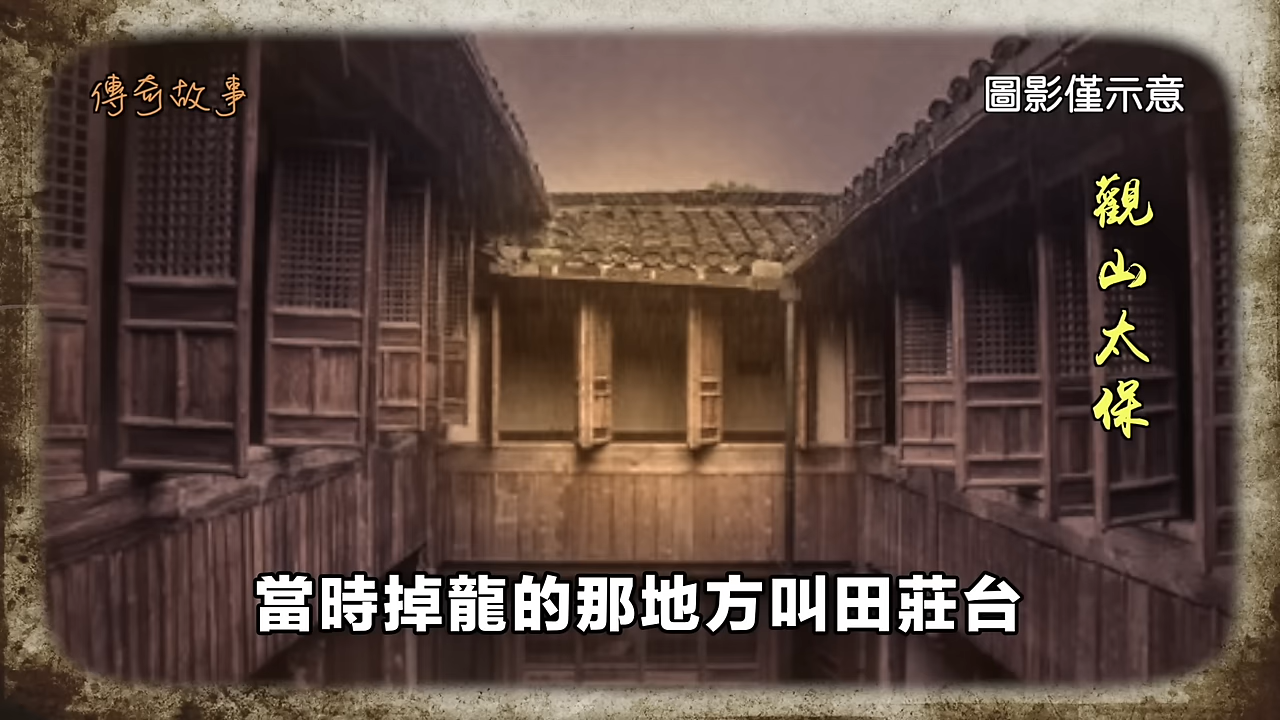 傳奇故事
圖影僅示意
觀山太保
當時掉龍的那地方叫田莊台